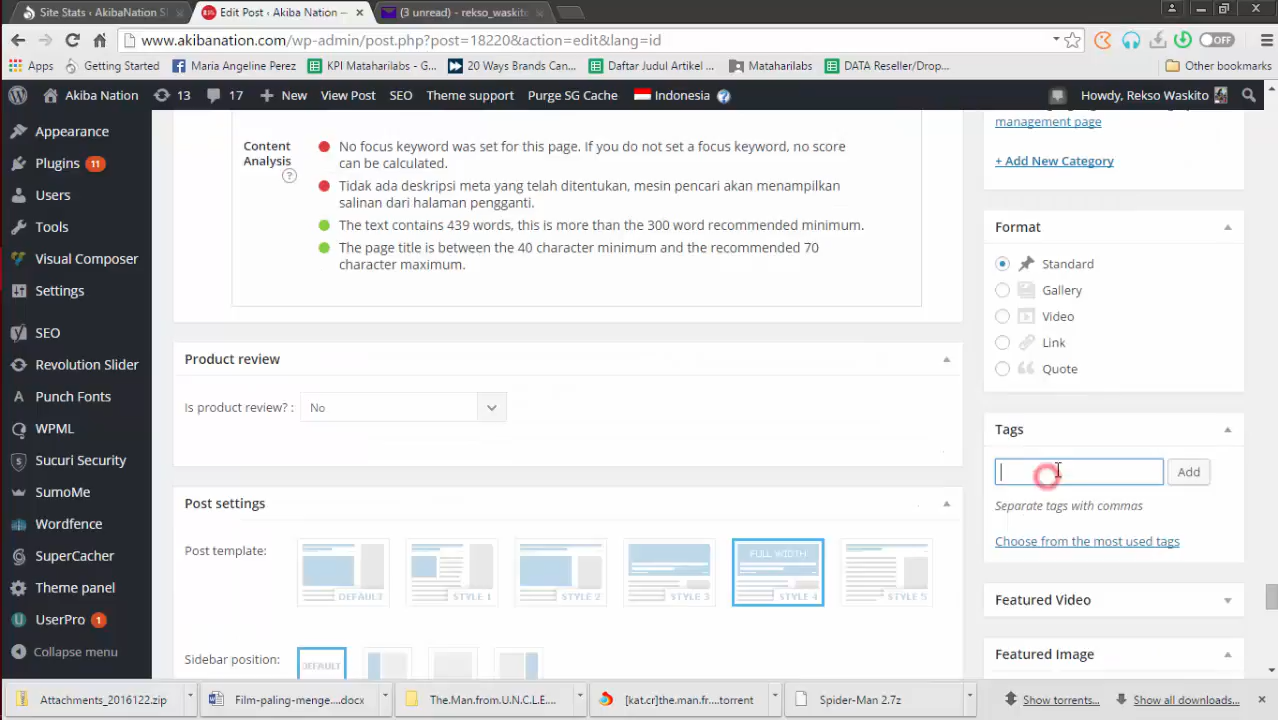 Site Stats ‹ AkibaNation S
Edit Post ‹ Akiba Nation –
(3 unread) - rekso_waskito
www.akibanation.com/wp-admin/post.php?post=18220&action=edit&lang=id
OFF
Apps
Getting Started
Maria Angeline Perez
KPI Mataharilabs - G...
20 Ways Brands Can...
Daftar Judul Artikel ...
Mataharilabs
DATA Reseller/Drop...
Other bookmarks
Akiba Nation
13
17
New
View Post
SEO
Theme support
Purge SG Cache
Indonesia
Howdy, Rekso Waskito
Appearance
Plugins 11
Users
Tools
Visual Composer
Settings
SEO
Revolution Slider
Punch Fonts
WPML
Sucuri Security
SumoMe
Wordfence
SuperCacher
Theme panel
UserPro 1
Collapse menu
Content
Analysis
?
No focus keyword was set for this page. If you do not set a focus keyword, no score
can be calculated.
Tidak ada deskripsi meta yang telah ditentukan, mesin pencari akan menampilkan
salinan dari halaman pengganti.
The text contains 439 words, this is more than the 300 word recommended minimum.
The page title is between the 40 character minimum and the recommended 70
character maximum.
Product review
Is product review? :
No
Post settings
Post template:
DEFAULT
STYLE 1
STYLE 2
STYLE 3
FULL WIDTH
STYLE 4
STYLE 5
Sidebar position:
DEFAULT
management page
+ Add New Category
Format
Standard
Gallery
Video
Link
Quote
Tags
Add
Separate tags with commas
Choose from the most used tags
Featured Video
Featured Image
Attachments_2016122.zip
Film-paling-menge....docx
The.Man.from.U.N.C.L.E....
[kat.cr]the.man.fr....torrent
Spider-Man 2.7z
Show torrents...
Show all downloads...